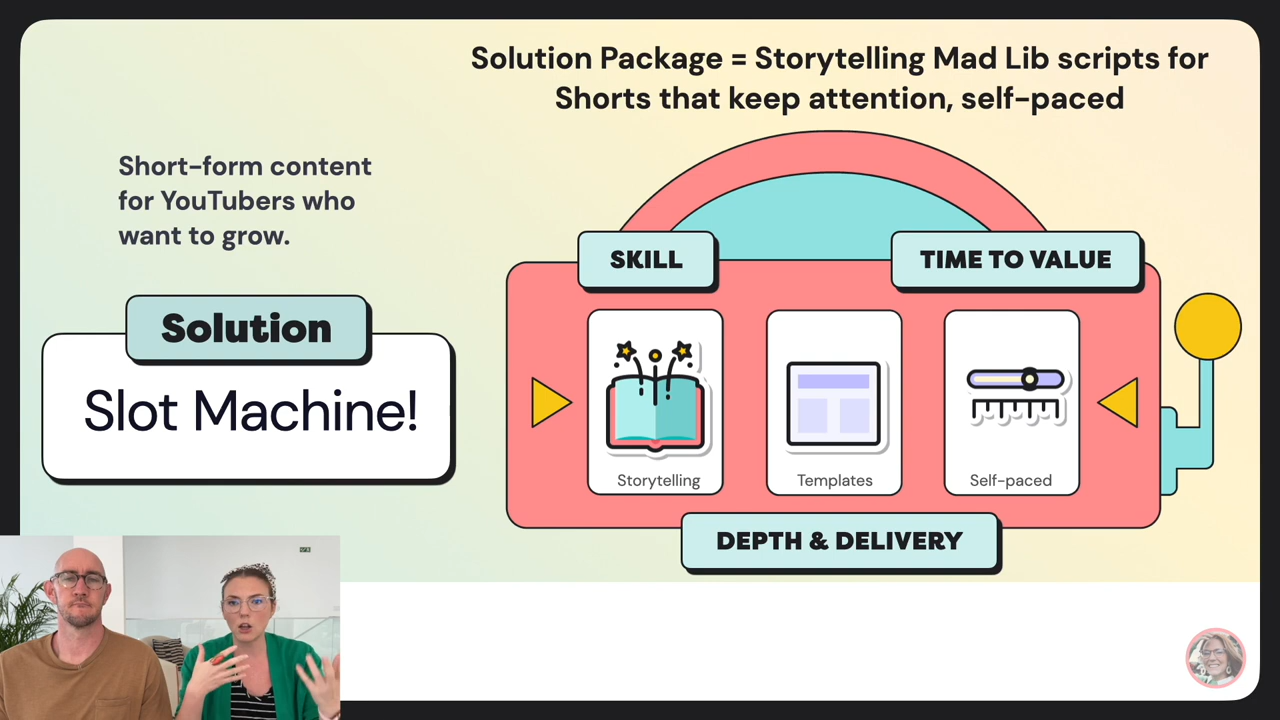 Solution Package = Storytelling Mad Lib scripts for
Shorts that keep attention, self-paced
Short-form content
for YouTubers who
want to grow.
Solution
Slot Machine!
SKILL
TIME TO VALUE
Storytelling
Templates
Self-paced
DEPTH & DELIVERY